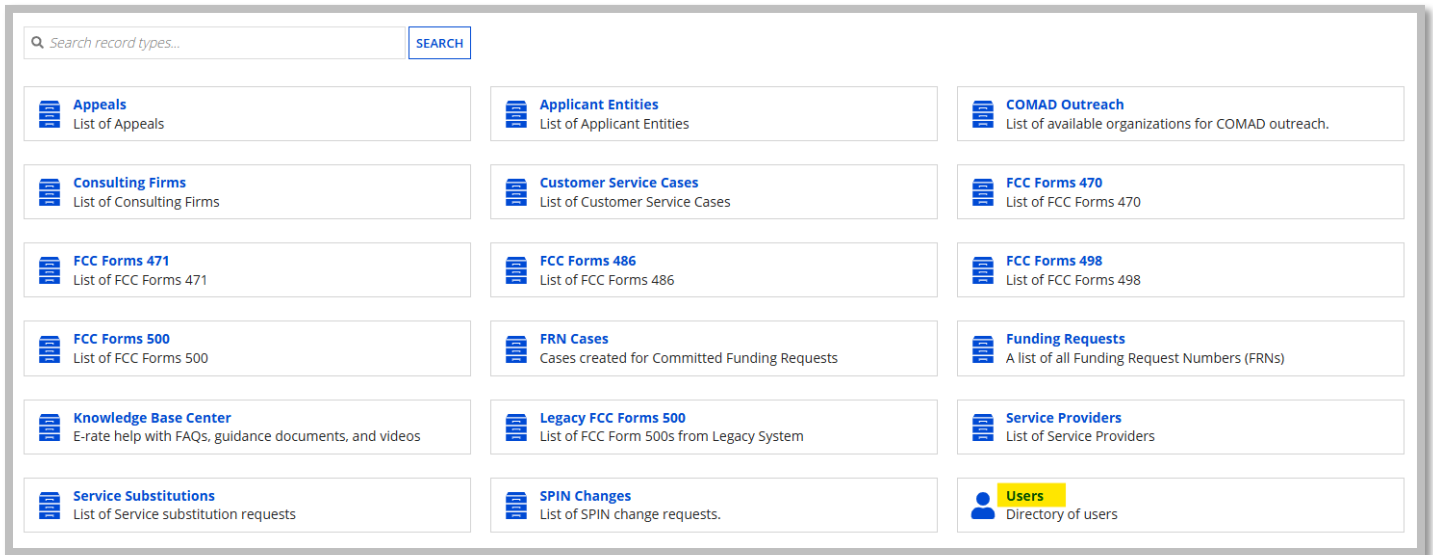 Search record types...
SEARCH
Appeals
List of Appeals
Applicant Entities
List of Applicant Entities
COMAD Outreach
List of available organizations for COMAD outreach.
Consulting Firms
List of Consulting Firms
Customer Service Cases
List of Customer Service Cases
FCC Forms 470
List of FCC Forms 470
FCC Forms 471
List of FCC Forms 471
FCC Forms 486
List of FCC Forms 486
FCC Forms 498
List of FCC Forms 498
FCC Forms 500
List of FCC Forms 500
FRN Cases
Cases created for Committed Funding Requests
Funding Requests
A list of all Funding Request Numbers (FRNs)
Knowledge Base Center
E-rate help with FAQs, guidance documents, and videos
Legacy FCC Forms 500
List of FCC Form 500s from Legacy System
Service Providers
List of Service Providers
Service Substitutions
List of Service substitution requests
SPIN Changes
List of SPIN change requests.
Users
Directory of users